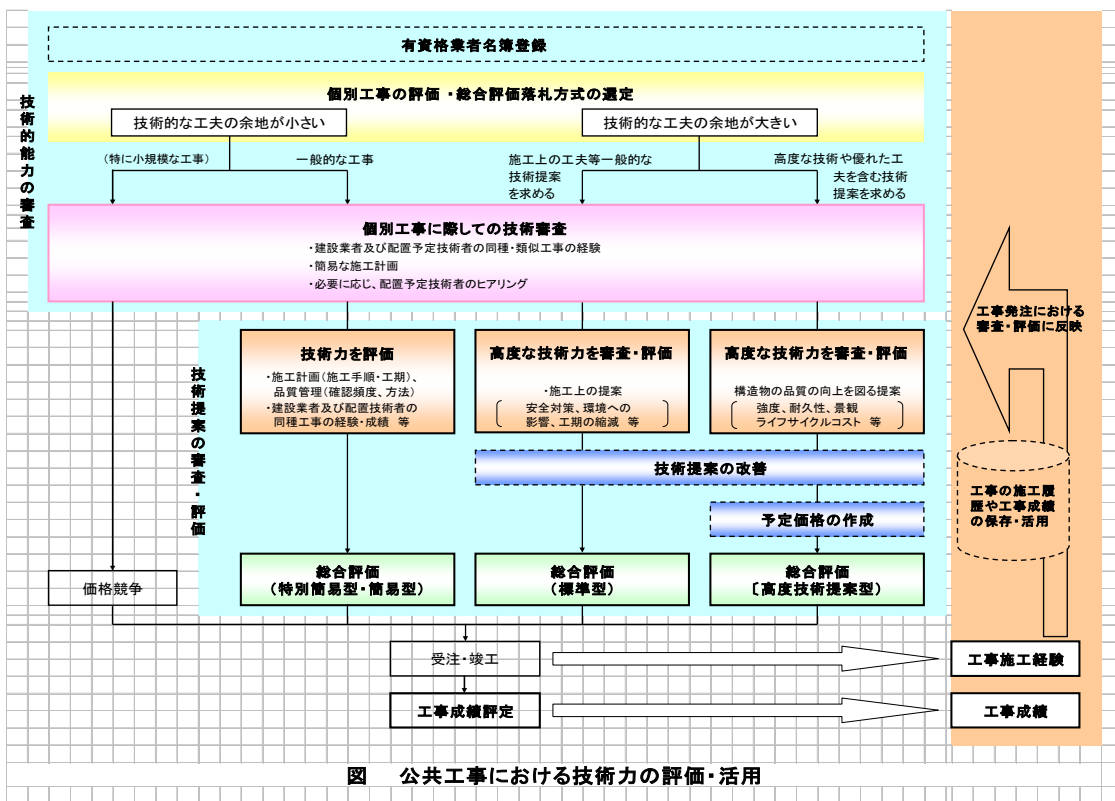 有資格業者名簿登録
技術的能力の審査
個別工事の評価・総合評価落札方式の選定
技術的な工夫の余地が小さい
技術的な工夫の余地が大きい
(特に小規模な工事)
一般的な工事
施工上の工夫等一般的な
技術提案
を求める
高度な技術や優れた工
夫を含む技術
提案を求める
個別工事に際しての技術審査
・建設業者及び配置予定技術者の同種・類似工事の経験
・簡易な施工計画
・必要に応じ、配置予定技術者のヒアリング
工事発注における
審査・評価に反映
技術提案の審査・評価
技術力を評価
・施工計画(施工手順・工期)、
品質管理(確認頻度、方法)
・建設業者及び配置技術者の
同種工事の経験・成績 等
高度な技術力を審査・評価
・施工上の提案
安全対策、環境への
影響、工期の縮減 等
高度な技術力を審査・評価
構造物の品質の向上を図る提案
強度、耐久性、景観
ライフサイクルコスト 等
技術提案の改善
予定価格の作成
工事の施工履
歴や工事成績
の保存・活用
価格競争
総合評価
(特別簡易型・簡易型)
総合評価
(標準型)
総合評価
〔高度技術提案型)
受注・竣工
工事施工経験
工事成績評定
工事成績
図 公共工事における技術力の評価・活用